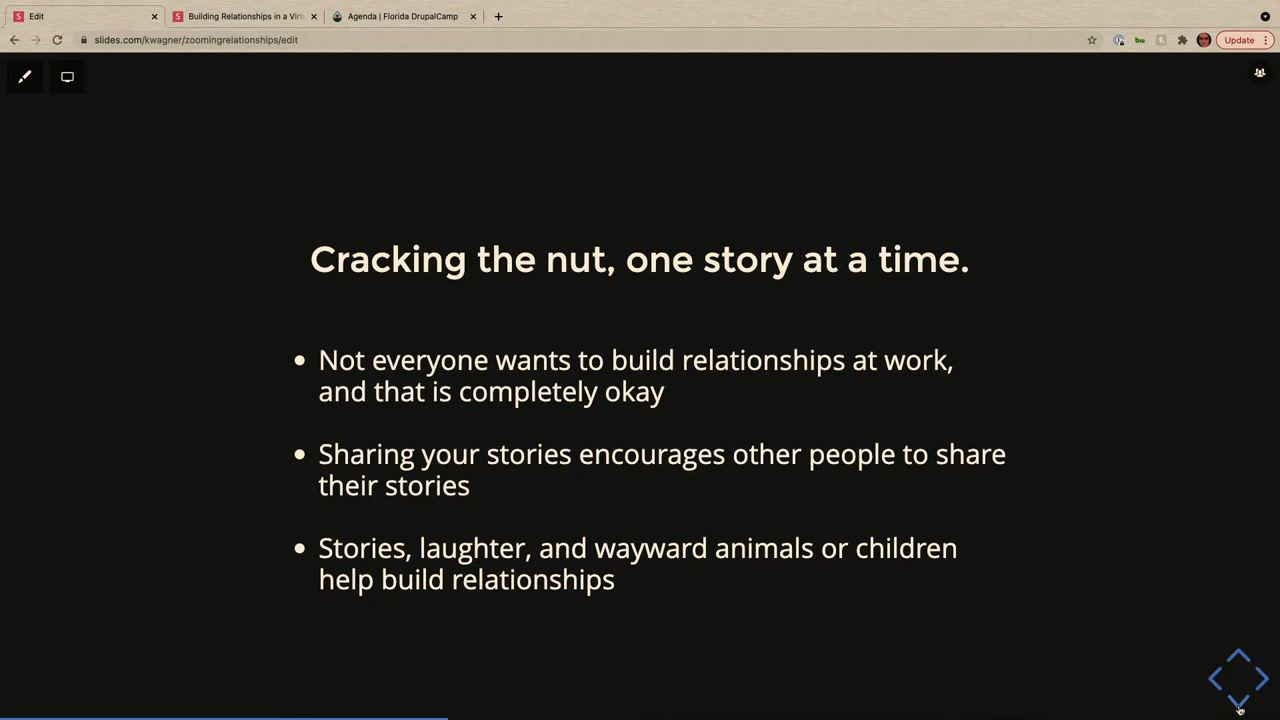 Edit
Building Relationships in a Virt
Agenda | Florida DrupalCamp
slides.com/kwagner/zoomingrelationships/edit
Update
Cracking the nut, one story at a time.
Not everyone wants to build relationships at work,
and that is completely okay
Sharing your stories encourages other people to share
their stories
Stories, laughter, and wayward animals or children
help build relationships